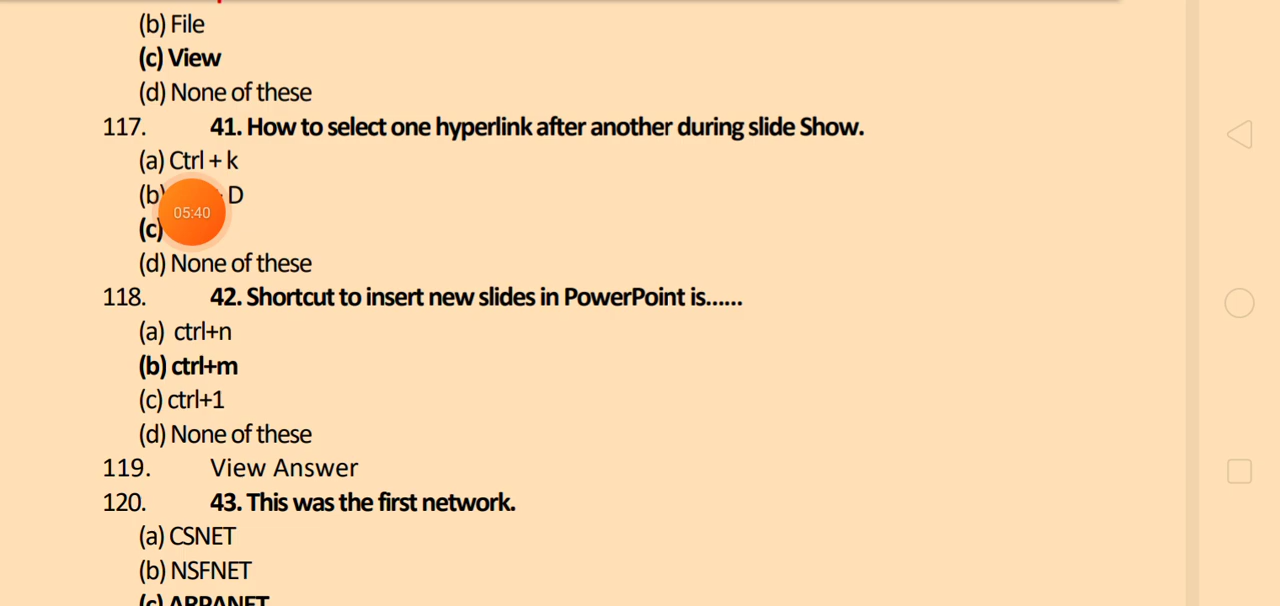 (b) File
(c) View
(d) None of these
117. 41. How to select one hyperlink after another during slide Show.
(a) Ctrl + k
(b) D
05:40
(c)
(d) None of these
118. 42. Shortcut to insert new slides in PowerPoint is......
(a) ctrl+n
(b) ctrl+m
(c) ctrl+1
(d) None of these
119. View Answer
120. 43. This was the first network.
(a) CSNET
(b) NSFNET
(c) ARPANET